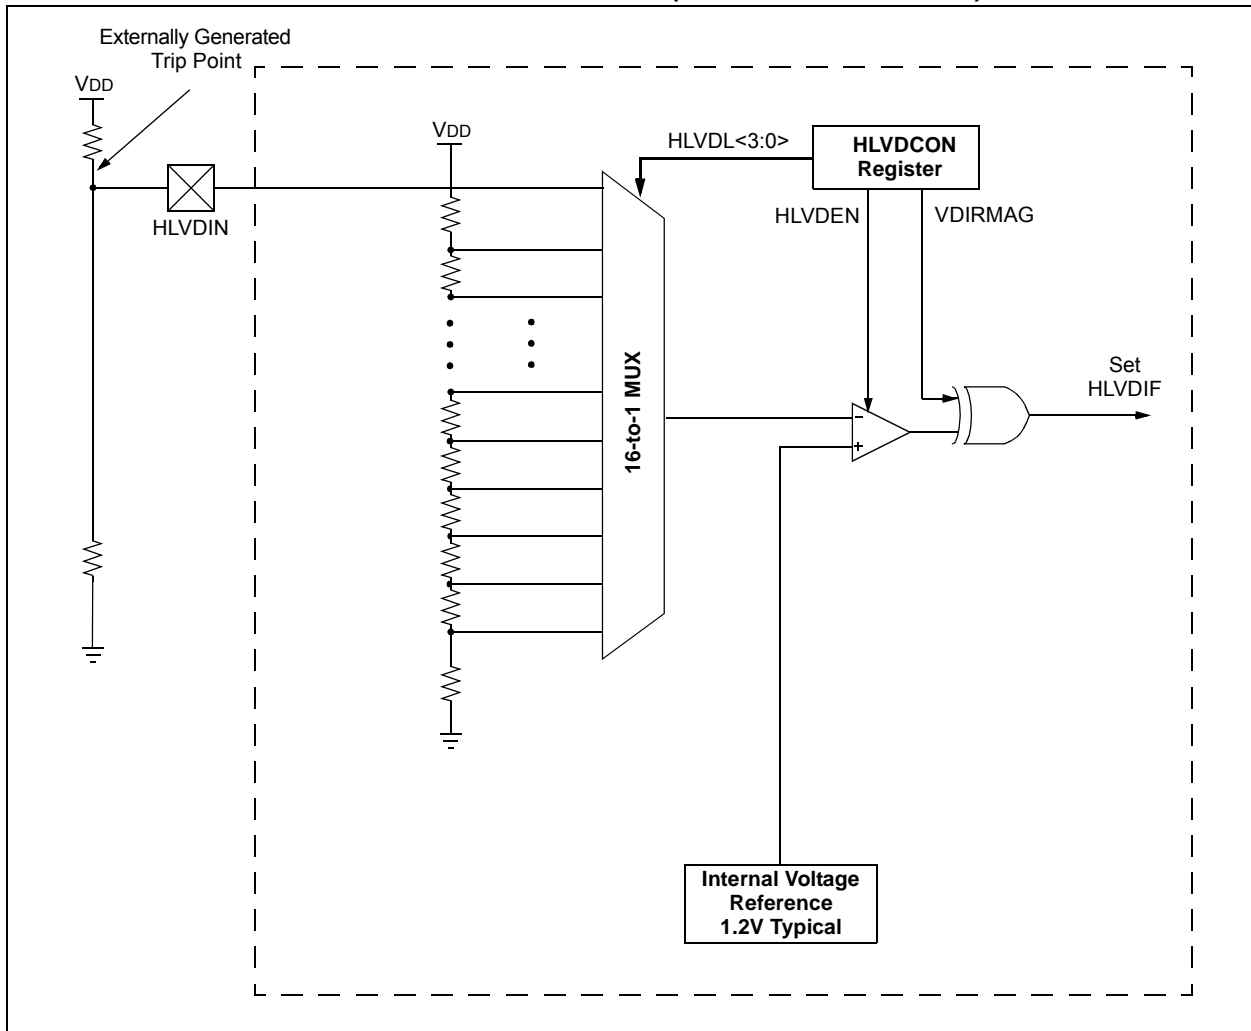 Externally Generated
Trip Point
VDD
VDD
HLVDL<3:0>
HLVDCON
Register
HLVDIN
HLVDEN
VDIRMAG
16-to-1 MUX
Set
HLVDIF
–
+
Internal Voltage
Reference
1.2V Typical